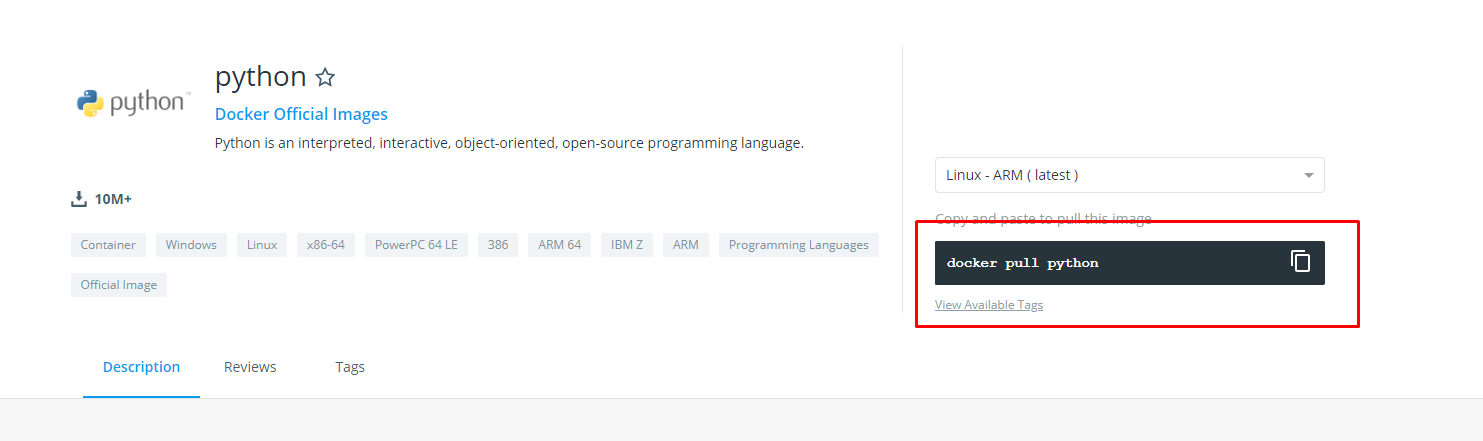 python
python™
Docker Official Images
Python is an interpreted, interactive, object-oriented, open-source programming language.
10M+
Container Windows Linux x86-64 PowerPC 64 LE 386 ARM 64 IBM Z ARM Programming Languages
Official Image
Linux - ARM ( latest )
Copy and paste to pull this image
docker pull python
View Available Tags
Description Reviews Tags